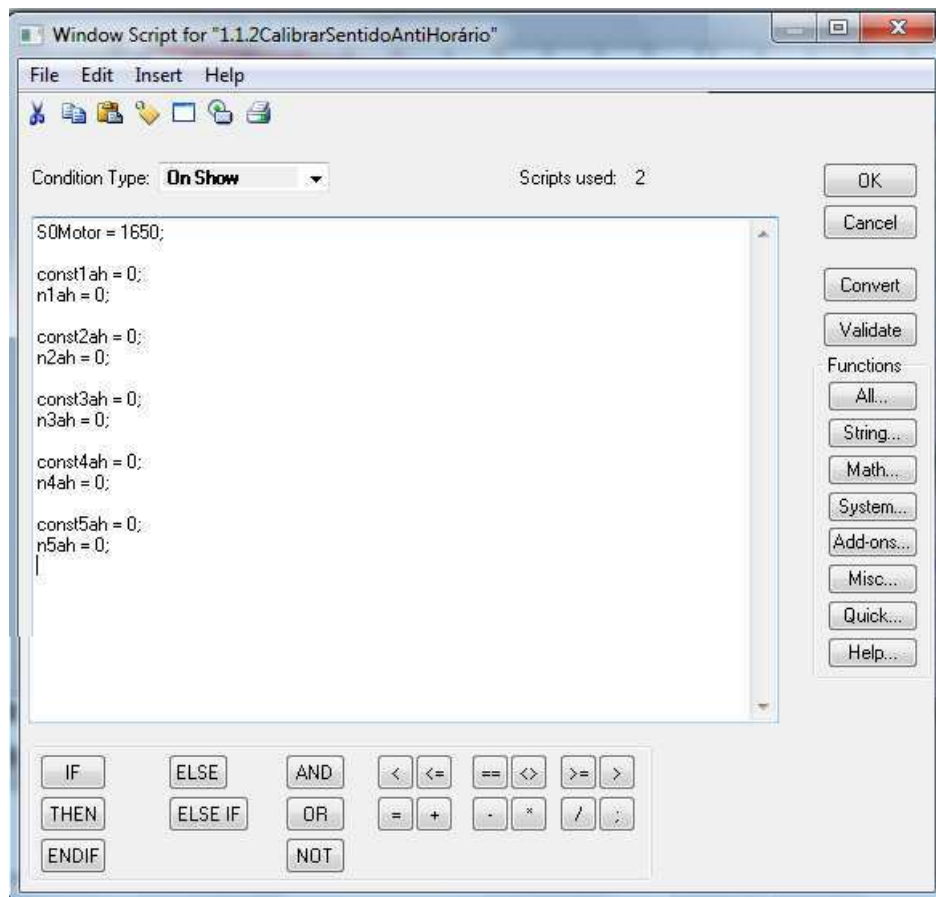 Window Script for "1.1.2CalibrarSentidoAntiHorário"
File Edit Insert Help
Condition Type: On Show Scripts used: 2
OK
Cancel
Convert
Validate
Functions
All...
String...
Math...
System...
Add-ons...
Misc...
Quick...
Help...
S0Motor = 1650;
const1ah = 0;
n1ah = 0;
const2ah = 0;
n2ah = 0;
const3ah = 0;
n3ah = 0;
const4ah = 0;
n4ah = 0;
const5ah = 0;
n5ah = 0;
IF ELSE AND < <= == <> >= >
THEN ELSE IF OR = + - * / ;
ENDIF NOT